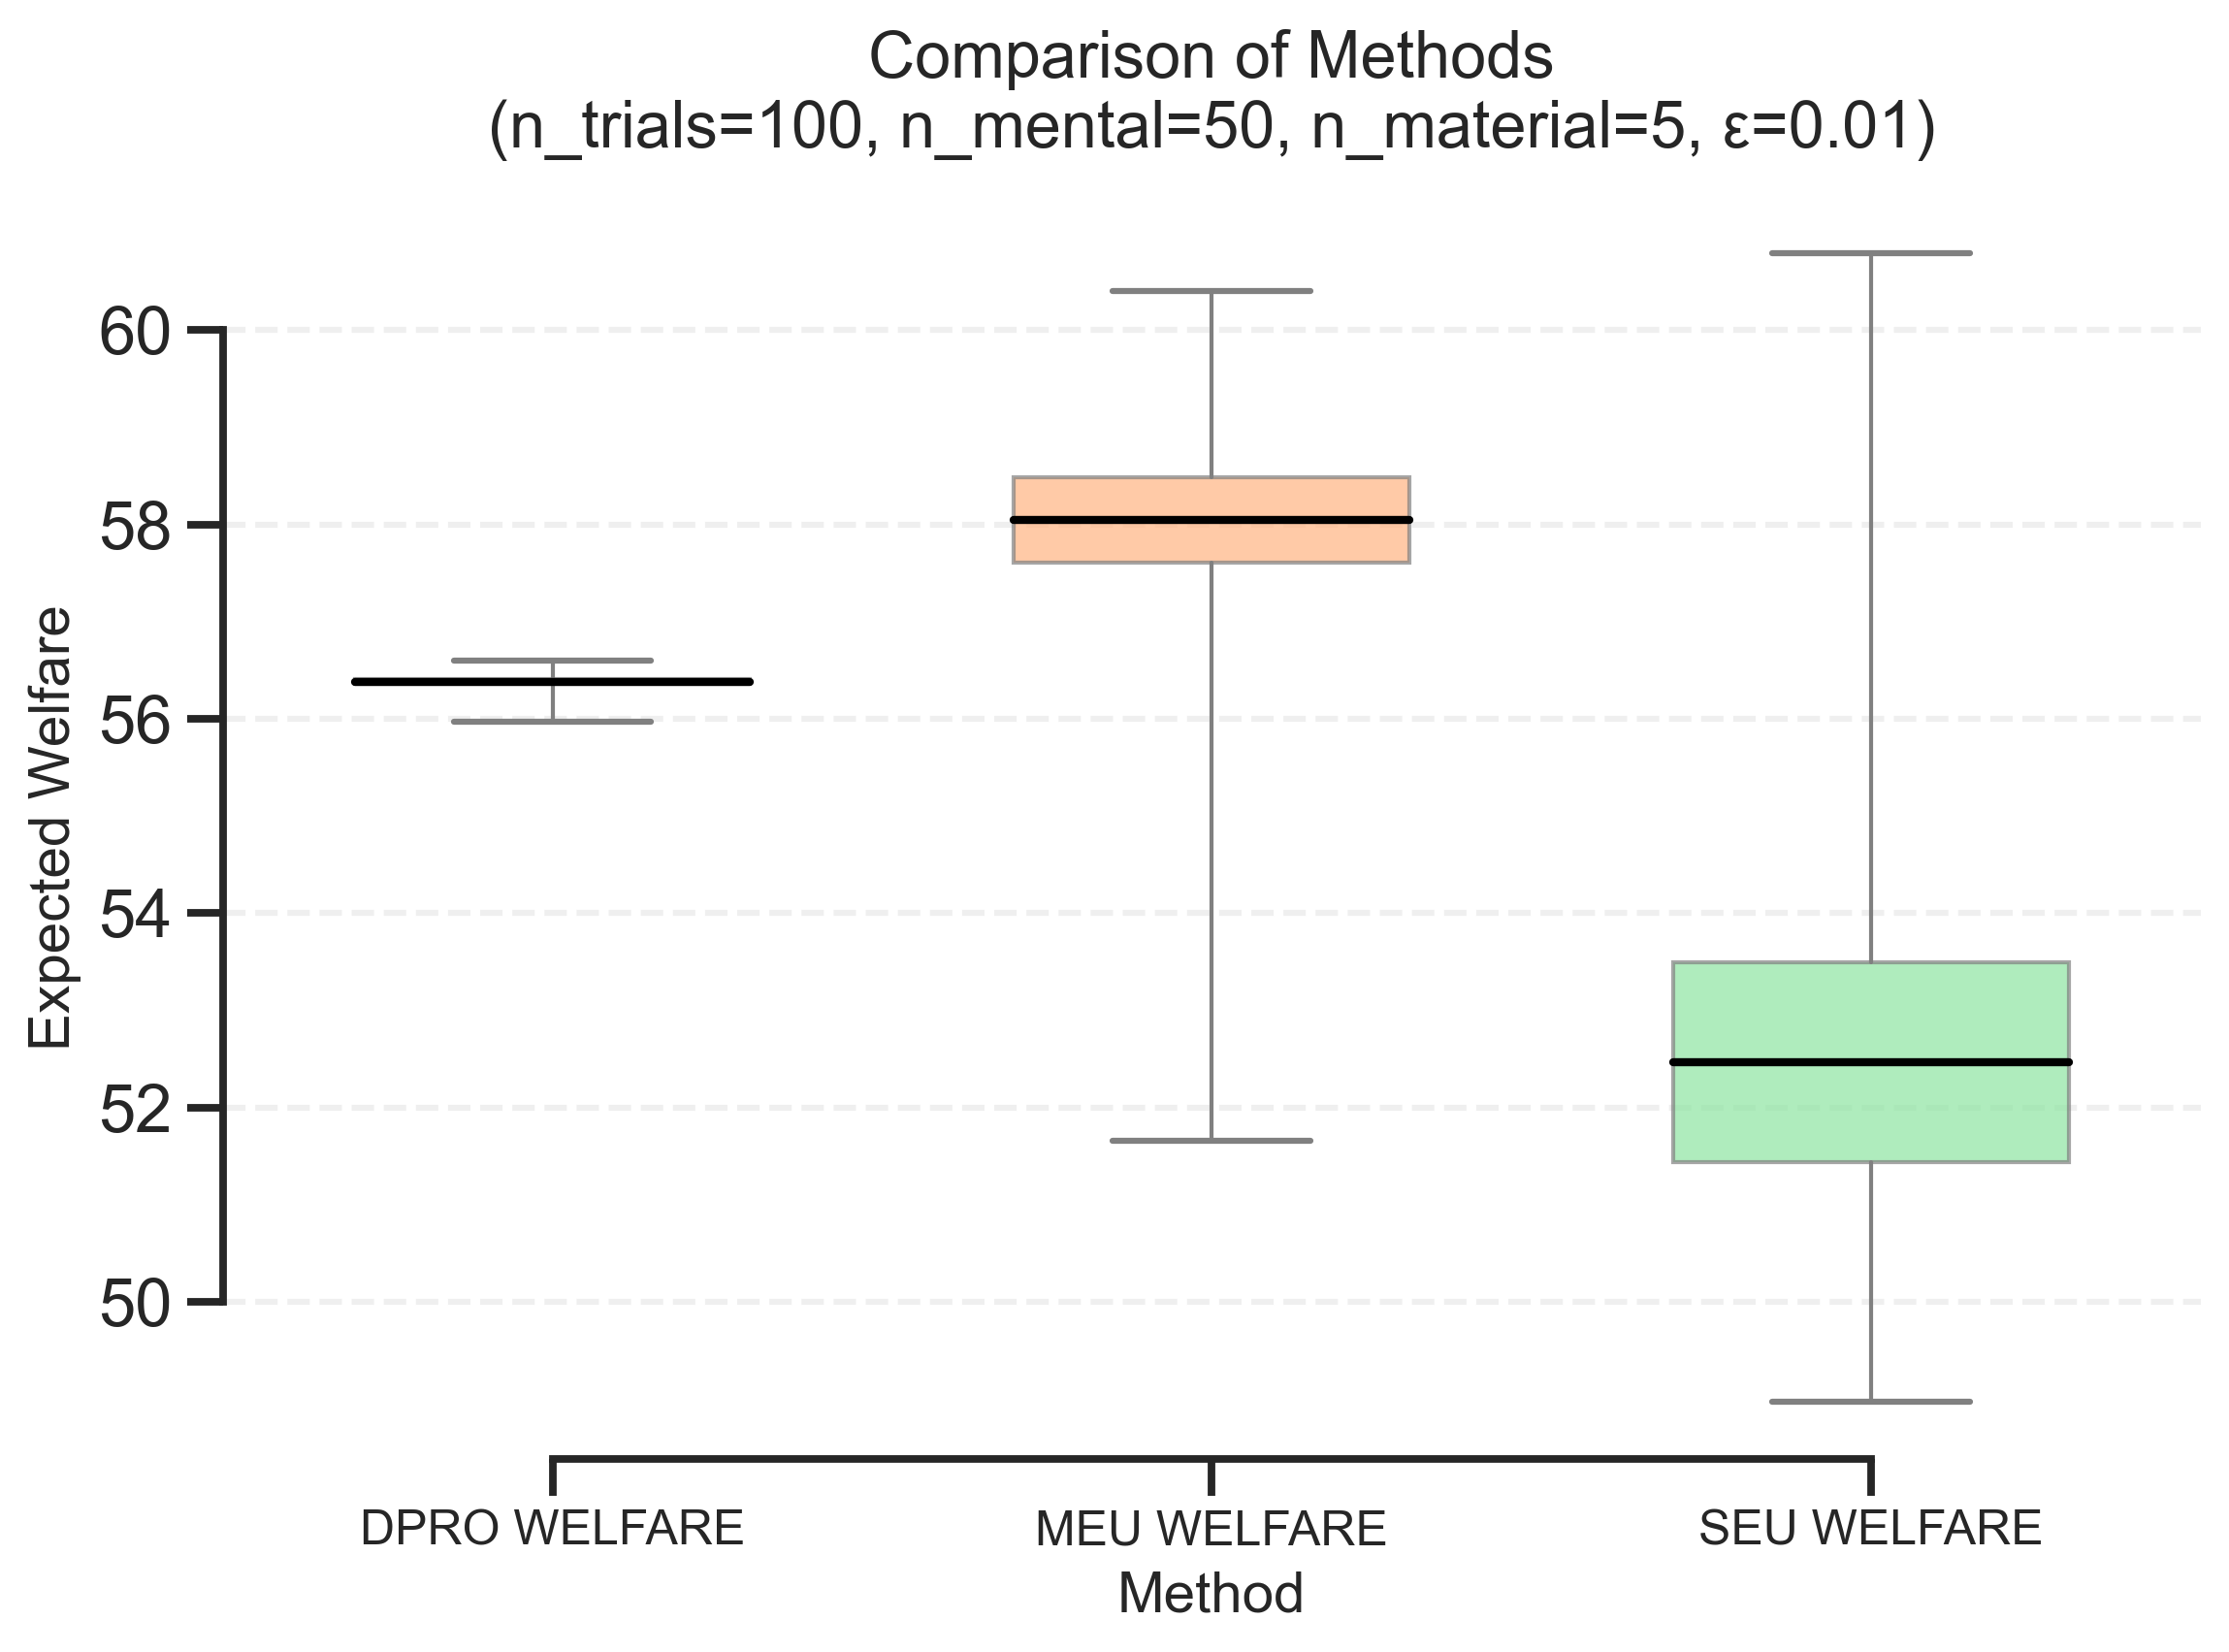 Comparison of Methods
(n_trials=100, n_mental=50, n_material=5, ε=0.01)
60
58
56
54
52
50
Expected Welfare
DPRO WELFARE
MEU WELFARE
SEU WELFARE
Method